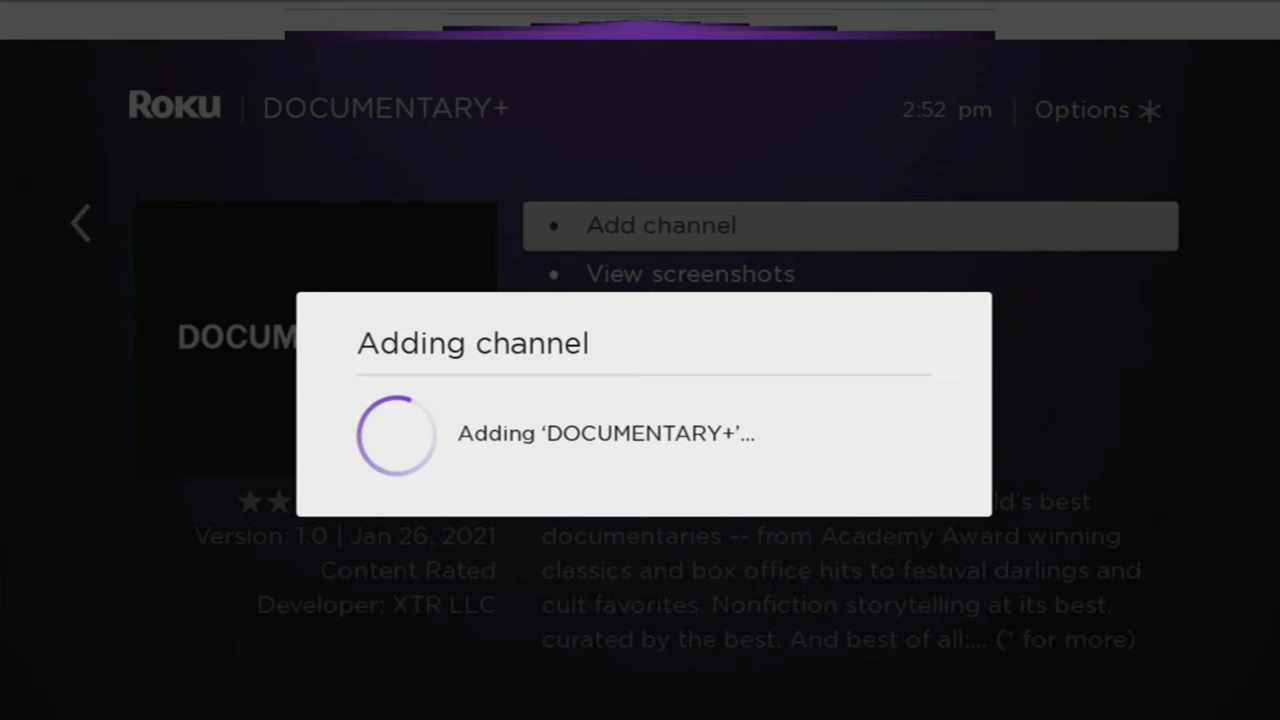 Roku | DOCUMENTARY+
2:52 pm | Options *
• Add channel
• View screenshots
DOCUM
Adding channel
Adding ‘DOCUMENTARY+’...
★★
Version: 1.0 | Jan 26, 2021
Content Rated
Developer: XTR LLC
ld's best
documentaries -- from Academy Award winning
classics and box office hits to festival darlings and
cult favorites. Nonfiction storytelling at its best,
curated by the best. And best of all:... (* for more)